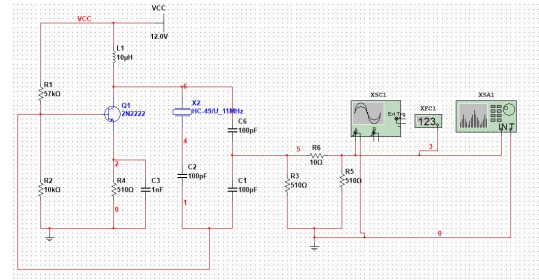 VCC
VCC
12.0V
L1
10µH
R1
57kΩ
Q1
2N2222
6
X2
HC-49/U_11MHz
C6
100pF
4
XSC1
Ext Trig
XFC1
123
XSA1
IN T
R6
10Ω
5
3
2
C2
100pF
C1
100pF
R2
10kΩ
R4
510Ω
C3
1nF
R3
510Ω
R5
510Ω
0
1
0